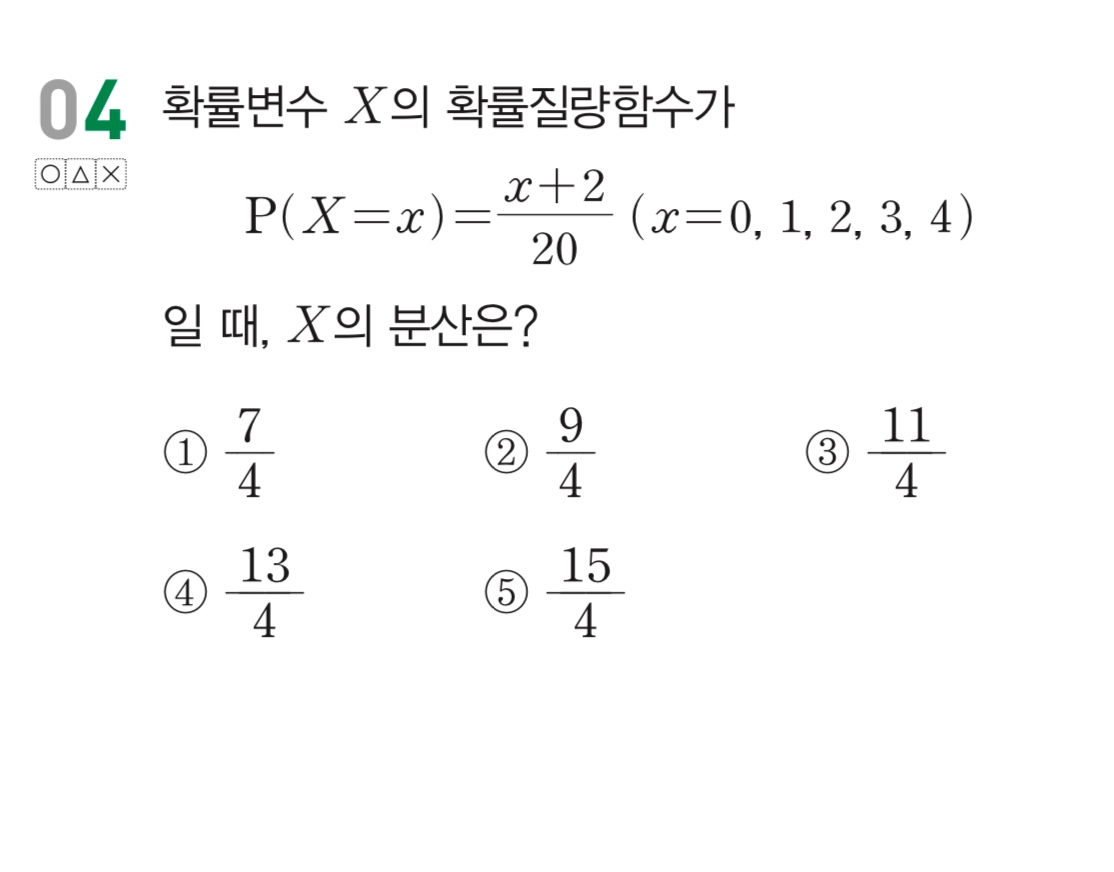 04 확률변수 X의 확률질량함수가
○△×
P(X=x)=\frac{x+2}{20} (x=0, 1, 2, 3, 4)
일 때, X의 분산은?
① \frac{7}{4} ② \frac{9}{4} ③ \frac{11}{4}
④ \frac{13}{4} ⑤ \frac{15}{4}